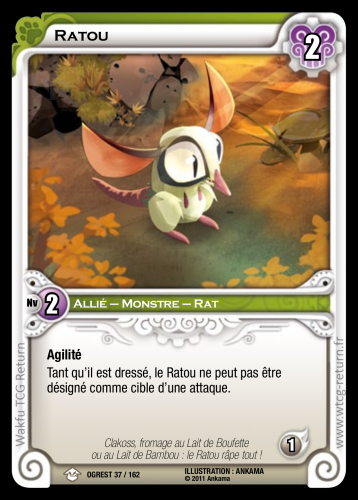 RATOU
2
Nv 2 ALLIÉ – MONSTRE – RAT
Agilité
Tant qu'il est dressé, le Ratou ne peut pas être
désigné comme cible d'une attaque.
Clakoss, fromage au Lait de Boufette
ou au Lait de Bambou : le Ratou râpe tout !
1
OGREST 37 / 162
ILLUSTRATION : ANKAMA
© 2011 Ankama
Wakfu TCG Return
www.wtcg-return.fr